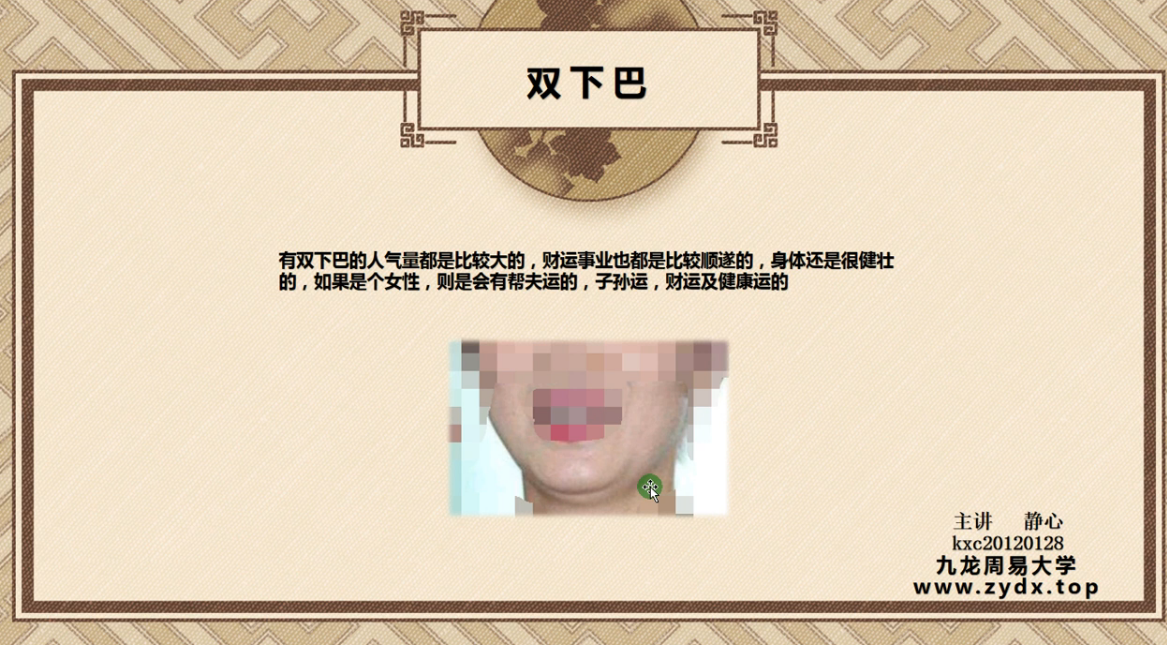 双下巴
有双下巴的人气量都是比较大的，财运事业也都是比较顺遂的，身体还是很健壮
的，如果是个女性，则是会有帮夫运的，子孙运，财运及健康运的
主讲 静心
kxc20120128
九龙周易大学
www.zydx.top